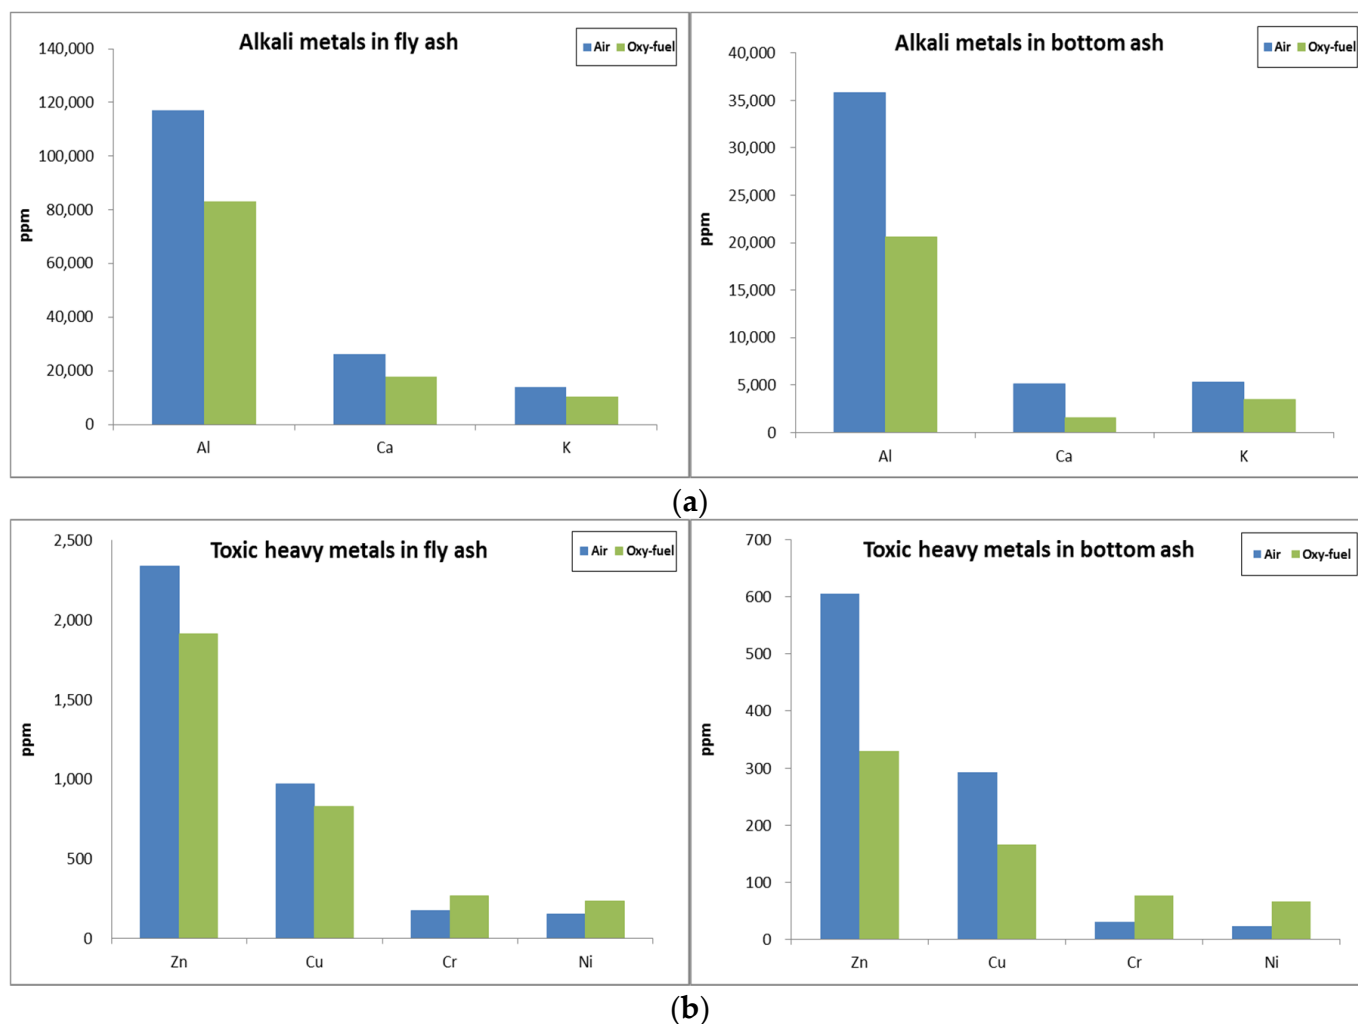 Alkali metals in fly ash
Air Oxy-fuel
140,000
120,000
100,000
80,000
60,000
40,000
20,000
0
ppm
Al Ca K
Alkali metals in bottom ash
Air Oxy-fuel
40,000
35,000
30,000
25,000
20,000
15,000
10,000
5,000
0
ppm
Al Ca K
(a)
Toxic heavy metals in fly ash
Air Oxy-fuel
2,500
2,000
1,500
1,000
500
0
ppm
Zn Cu Cr Ni
Toxic heavy metals in bottom ash
Air Oxy-fuel
700
600
500
400
300
200
100
0
ppm
Zn Cu Cr Ni
(b)